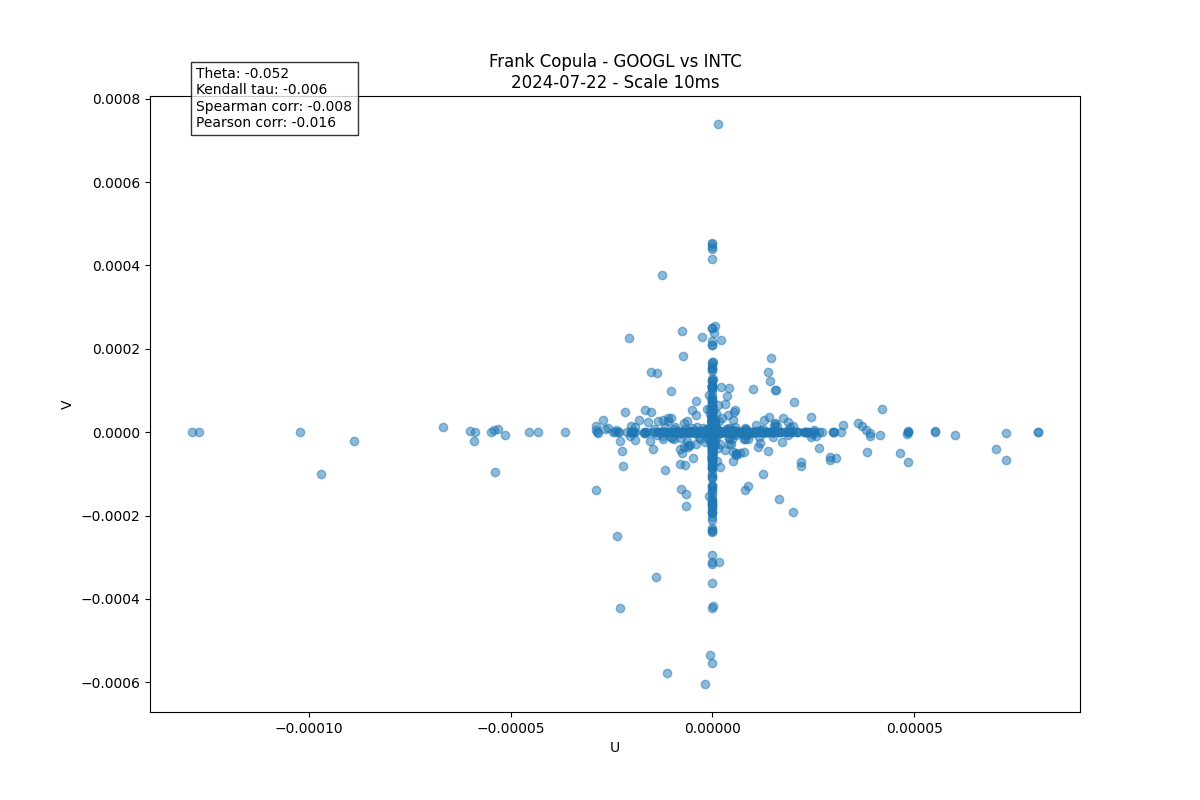 Frank Copula - GOOGL vs INTC
2024-07-22 - Scale 10ms
Theta: -0.052
Kendall tau: -0.006
Spearman corr: -0.008
Pearson corr: -0.016
0.0008
0.0006
0.0004
0.0002
0.0000
−0.0002
−0.0004
−0.0006
V
−0.00010
−0.00005
0.00000
0.00005
U